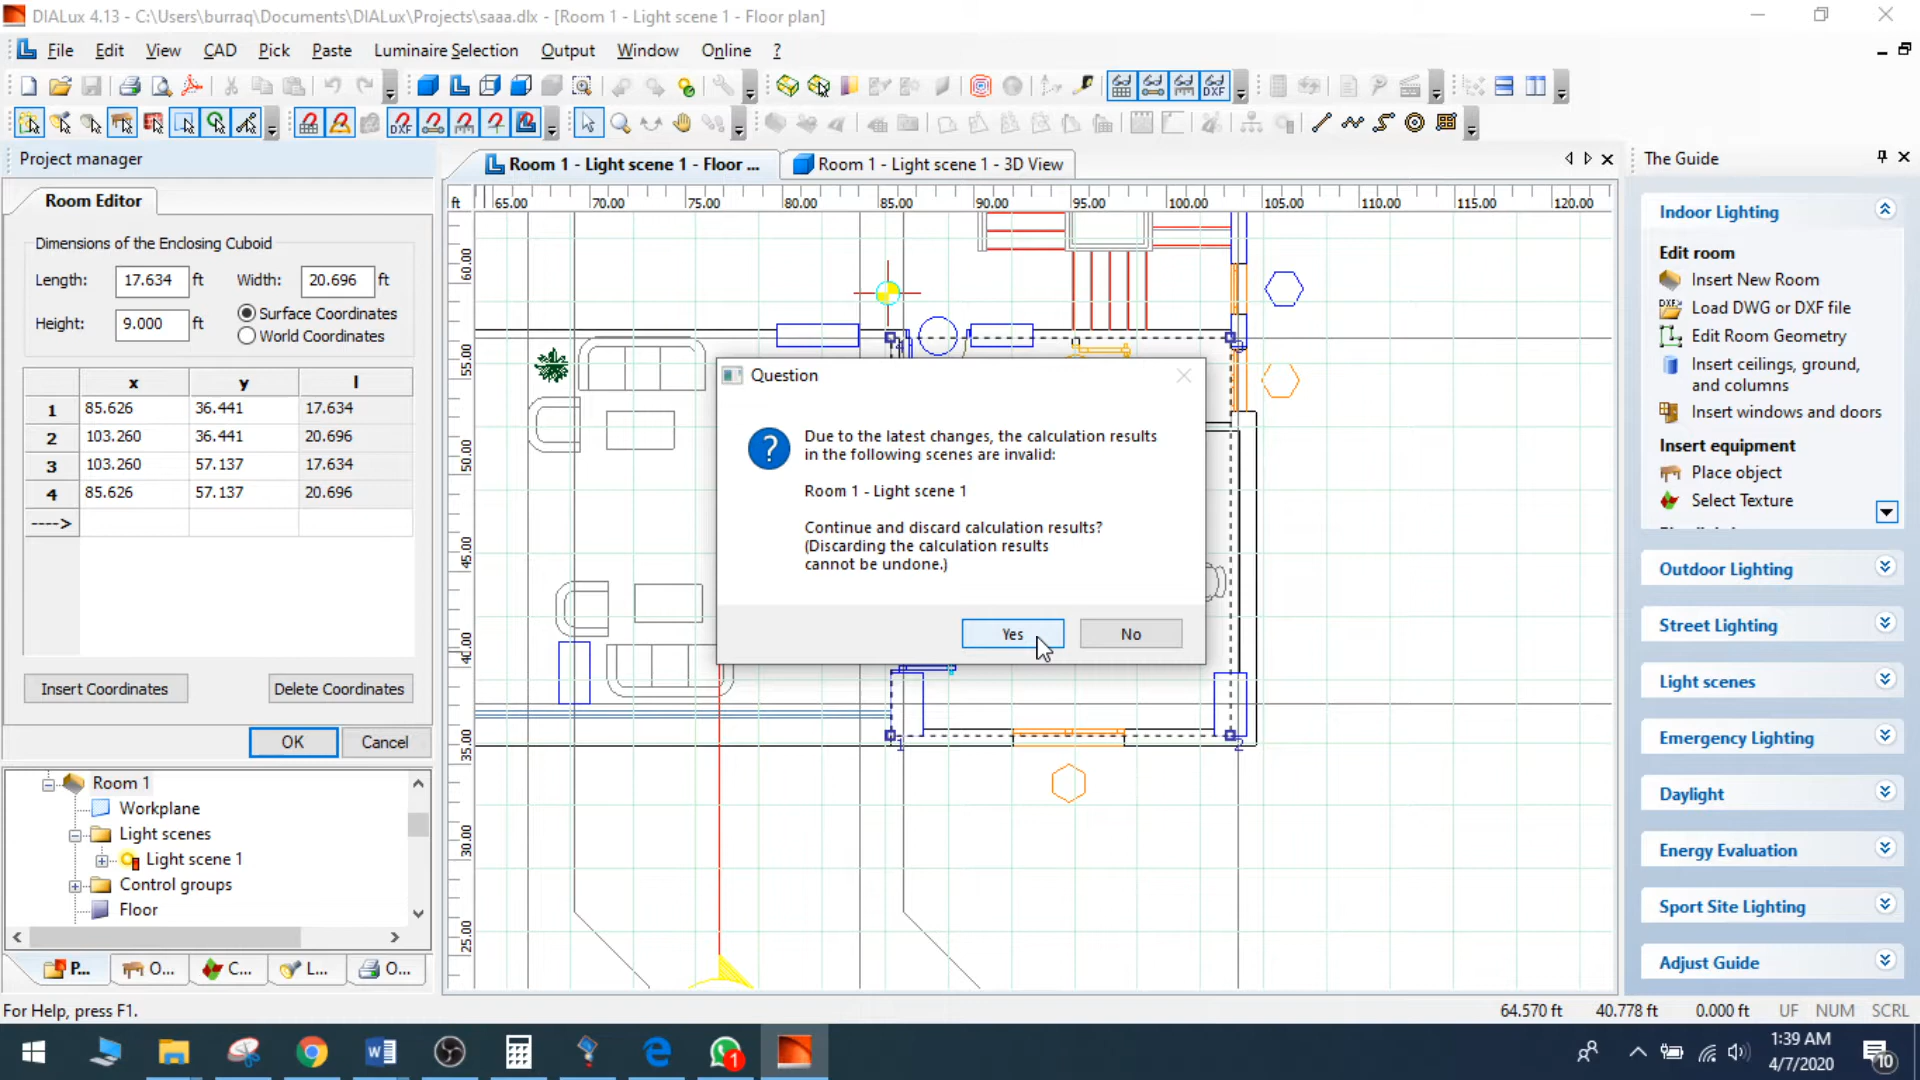 DIALux 4.13 - C:\Users\burraq\Documents\DIALux\Projects\saaa.dlx - [Room 1 - Light scene 1 - Floor plan]
File Edit View CAD Pick Paste Luminaire Selection Output Window Online ?
DXF
DXF
Project manager
Room Editor
Dimensions of the Enclosing Cuboid
Length: 17.634 ft Width: 20.696 ft
Height: 9.000 ft
Surface Coordinates
World Coordinates
x y l
1 85.626 36.441 17.634
2 103.260 36.441 20.696
3 103.260 57.137 17.634
4 85.626 57.137 20.696
---->
Insert Coordinates Delete Coordinates
OK Cancel
Room 1
Workplane
Light scenes
Light scene 1
Control groups
Floor
P... O... C... L... O...
Room 1 - Light scene 1 - Floor ...
Room 1 - Light scene 1 - 3D View
ft 65.00 70.00 75.00 80.00 85.00 90.00 95.00 100.00 105.00 110.00 115.00 120.00
60.00
55.00
50.00
45.00
40.00
35.00
30.00
25.00
Question
Due to the latest changes, the calculation results
in the following scenes are invalid:
Room 1 - Light scene 1
Continue and discard calculation results?
(Discarding the calculation results
cannot be undone.)
Yes No
The Guide
Indoor Lighting
Edit room
Insert New Room
Load DWG or DXF file
Edit Room Geometry
Insert ceilings, ground,
and columns
Insert windows and doors
Insert equipment
Place object
Select Texture
Outdoor Lighting
Street Lighting
Light scenes
Emergency Lighting
Daylight
Energy Evaluation
Sport Site Lighting
Adjust Guide
For Help, press F1.
64.570 ft 40.778 ft 0.000 ft UF NUM SCRL
1
1:39 AM
4/7/2020
10